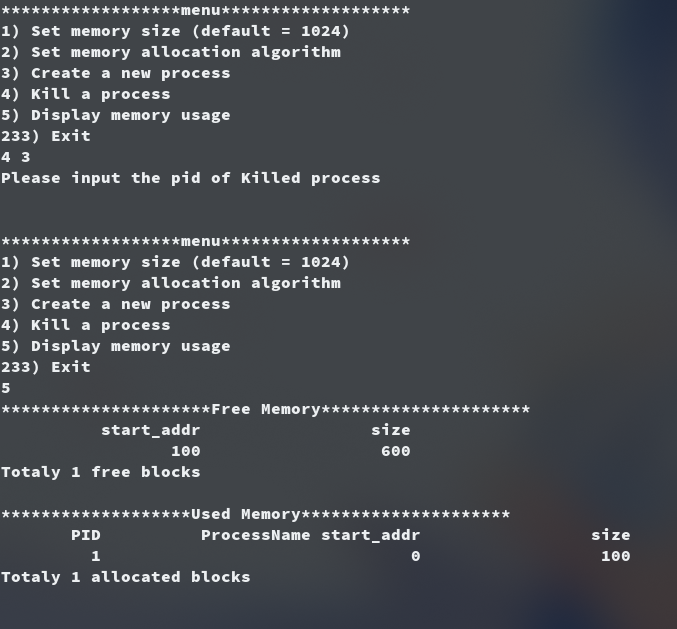 ******************menu*******************
1) Set memory size (default = 1024)
2) Set memory allocation algorithm
3) Create a new process
4) Kill a process
5) Display memory usage
233) Exit
4 3
Please input the pid of Killed process
******************menu*******************
1) Set memory size (default = 1024)
2) Set memory allocation algorithm
3) Create a new process
4) Kill a process
5) Display memory usage
233) Exit
5
*********************Free Memory*********************
          start_addr                 size
                 100                  600
Totaly 1 free blocks
*******************Used Memory*********************
       PID          ProcessName start_addr                 size
         1                               0                  100
Totaly 1 allocated blocks